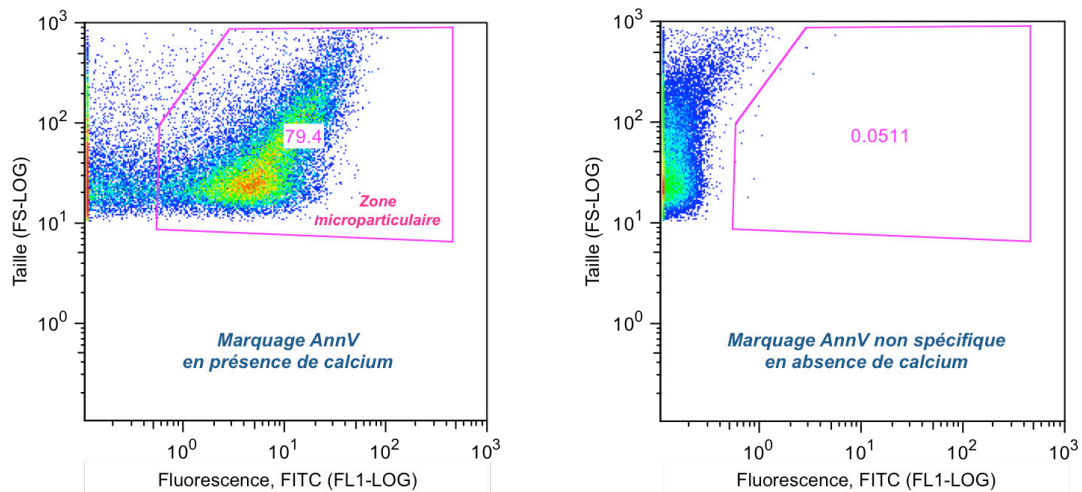 10³
10²
10¹
10⁰
Taille (FS-LOG)
79.4
Zone
microparticulaire
Marquage AnnV
en présence de calcium
10⁰
10¹
10²
10³
Fluorescence, FITC (FL1-LOG)
10³
10²
10¹
10⁰
Taille (FS-LOG)
0.0511
Marquage AnnV non spécifique
en absence de calcium
10⁰
10¹
10²
10³
Fluorescence, FITC (FL1-LOG)